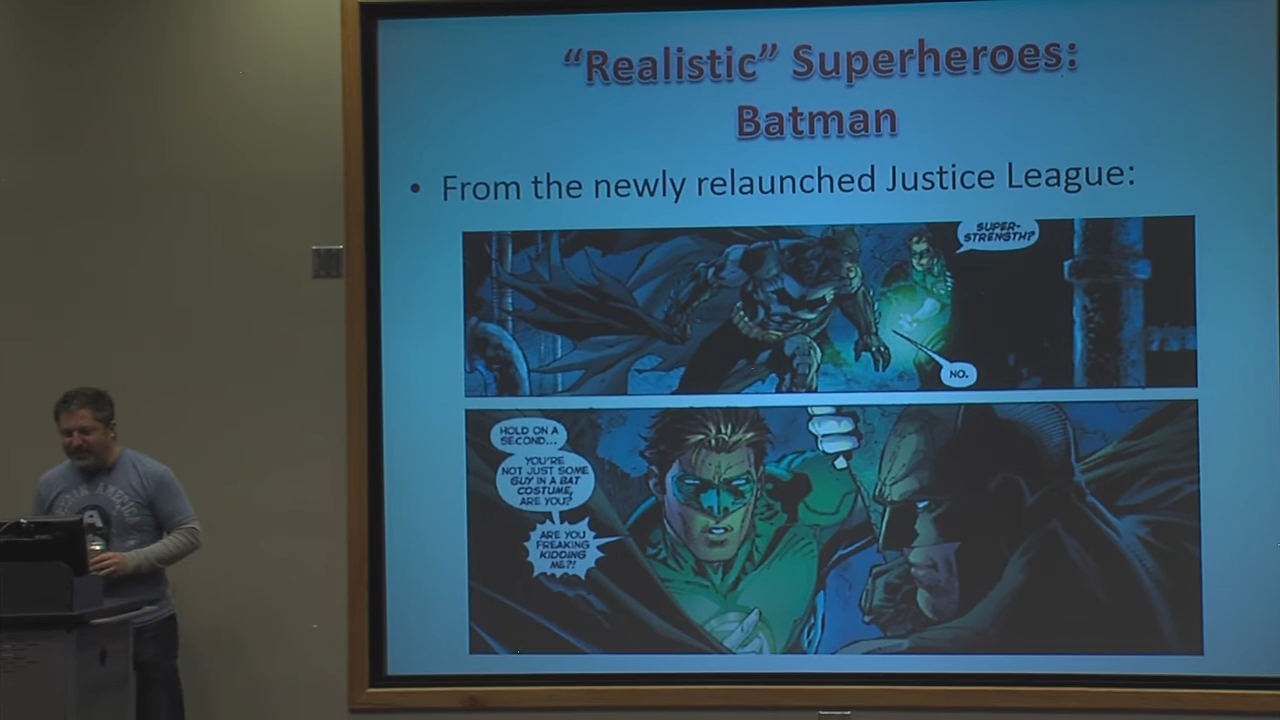 “Realistic” Superheroes:
Batman
• From the newly relaunched Justice League:
SUPER-
STRENGTH?
NO.
HOLD ON A
SECOND...
YOU'RE
NOT JUST SOME
GUY IN A BAT
COSTUME,
ARE YOU?
ARE YOU
FREAKING
KIDDING
ME?!
A